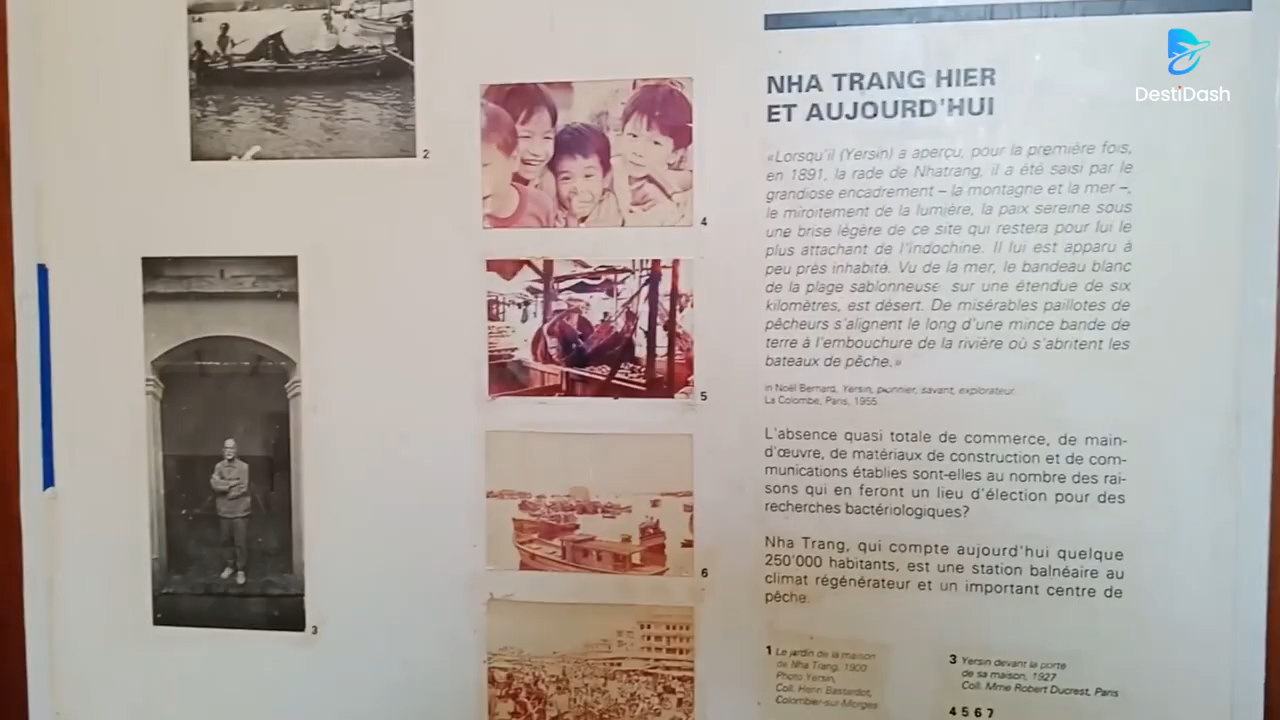 DestiDash
NHA TRANG HIER
ET AUJOURD'HUI
«Lorsqu'il (Yersin) a aperçu, pour la première fois,
en 1891, la rade de Nhatrang, il a été saisi par le
grandiose encadrement – la montagne et la mer –,
le miroitement de la lumière, la paix sereine sous
une brise légère de ce site qui restera pour lui le
plus attachant de l'Indochine. Il lui est apparu à
peu près inhabité. Vu de la mer, le bandeau blanc
de la plage sablonneuse sur une étendue de six
kilomètres, est désert. De misérables paillotes de
pêcheurs s'alignent le long d'une mince bande de
terre à l'embouchure de la rivière où s'abritent les
bateaux de pêche.»
in Noël Bernard, Yersin, pionnier, savant, explorateur.
La Colombe, Paris, 1955
L'absence quasi totale de commerce, de main-
d'œuvre, de matériaux de construction et de com-
munications établies sont-elles au nombre des rai-
sons qui en feront un lieu d'élection pour des
recherches bactériologiques?
Nha Trang, qui compte aujourd'hui quelque
250'000 habitants, est une station balnéaire au
climat régénérateur et un important centre de
pêche.
1 Le jardin de la maison
de Nha Trang, 1900
Photo Yersin,
Coll. Henri Bastardot,
Colombier-sur-Morges
3 Yersin devant la porte
de sa maison, 1927
Coll. Mme Robert Ducrest, Paris
4 5 6 7
2
3
4
5
6